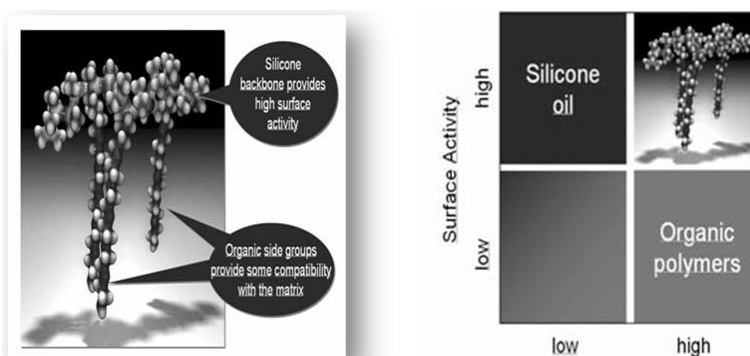 Silicone
backbone provides
high surface
activity
Organic side groups
provide some compatibility
with the matrix
Surface Activity
high
low
Silicone
oil
Organic
polymers
low
high